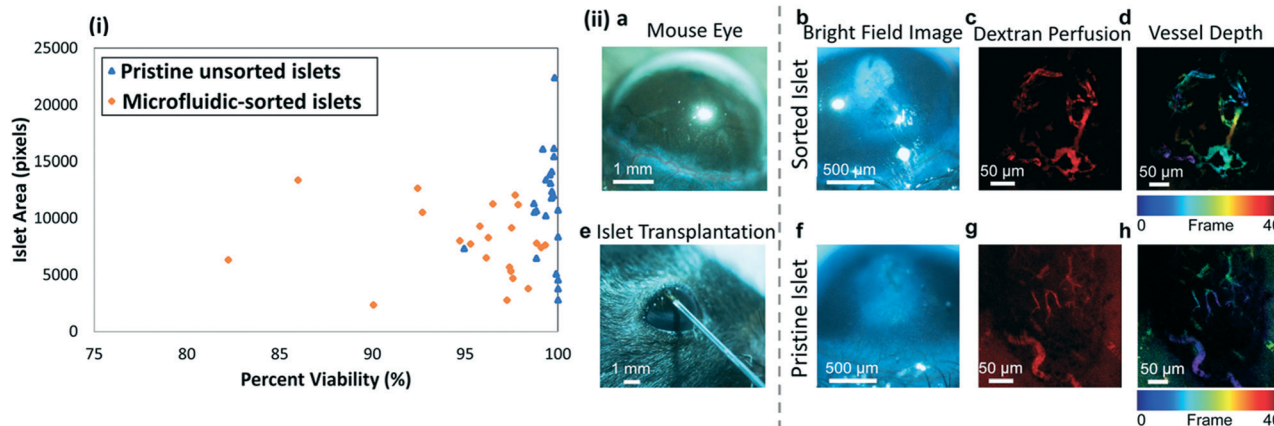 (i)
25000
20000
15000
10000
5000
0
Islet Area (pixels)
Pristine unsorted islets
Microfluidic-sorted islets
75 80 85 90 95 100
Percent Viability (%)
(ii) a
Mouse Eye
1 mm
b
Bright Field Image
Sorted Islet
500 µm
c
Dextran Perfusion
50 µm
d
Vessel Depth
50 µm
0 Frame 40
e Islet Transplantation
1 mm
f
Pristine Islet
500 µm
g
50 µm
h
50 µm
0 Frame 40